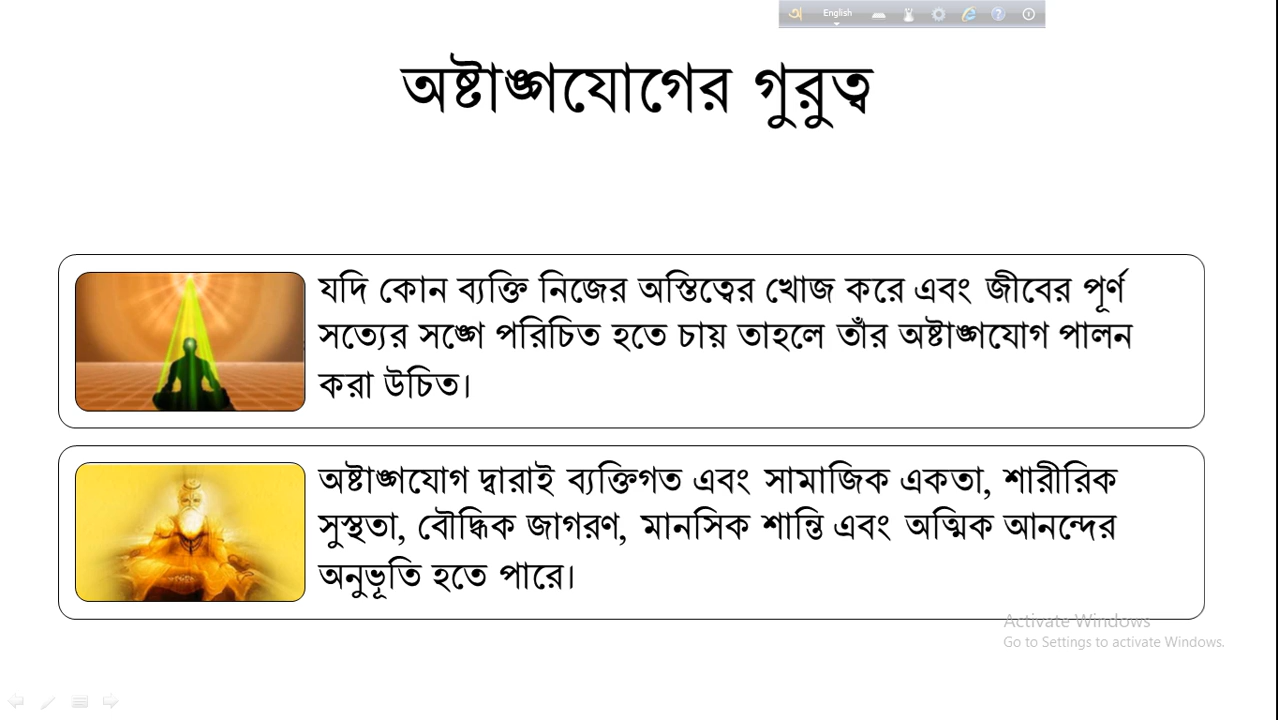 অ English
অষ্টাঙ্গযোগের গুরুত্ব
যদি কোন ব্যক্তি নিজের অস্তিত্বের খোজ করে এবং জীবের পূর্ণ
সত্যের সঙ্গে পরিচিত হতে চায় তাহলে তাঁর অষ্টাঙ্গযোগ পালন
করা উচিত।
অষ্টাঙ্গযোগ দ্বারাই ব্যক্তিগত এবং সামাজিক একতা, শারীরিক
সুস্থতা, বৌদ্ধিক জাগরণ, মানসিক শান্তি এবং অত্মিক আনন্দের
অনুভূতি হতে পারে।
Activate Windows
Go to Settings to activate Windows.